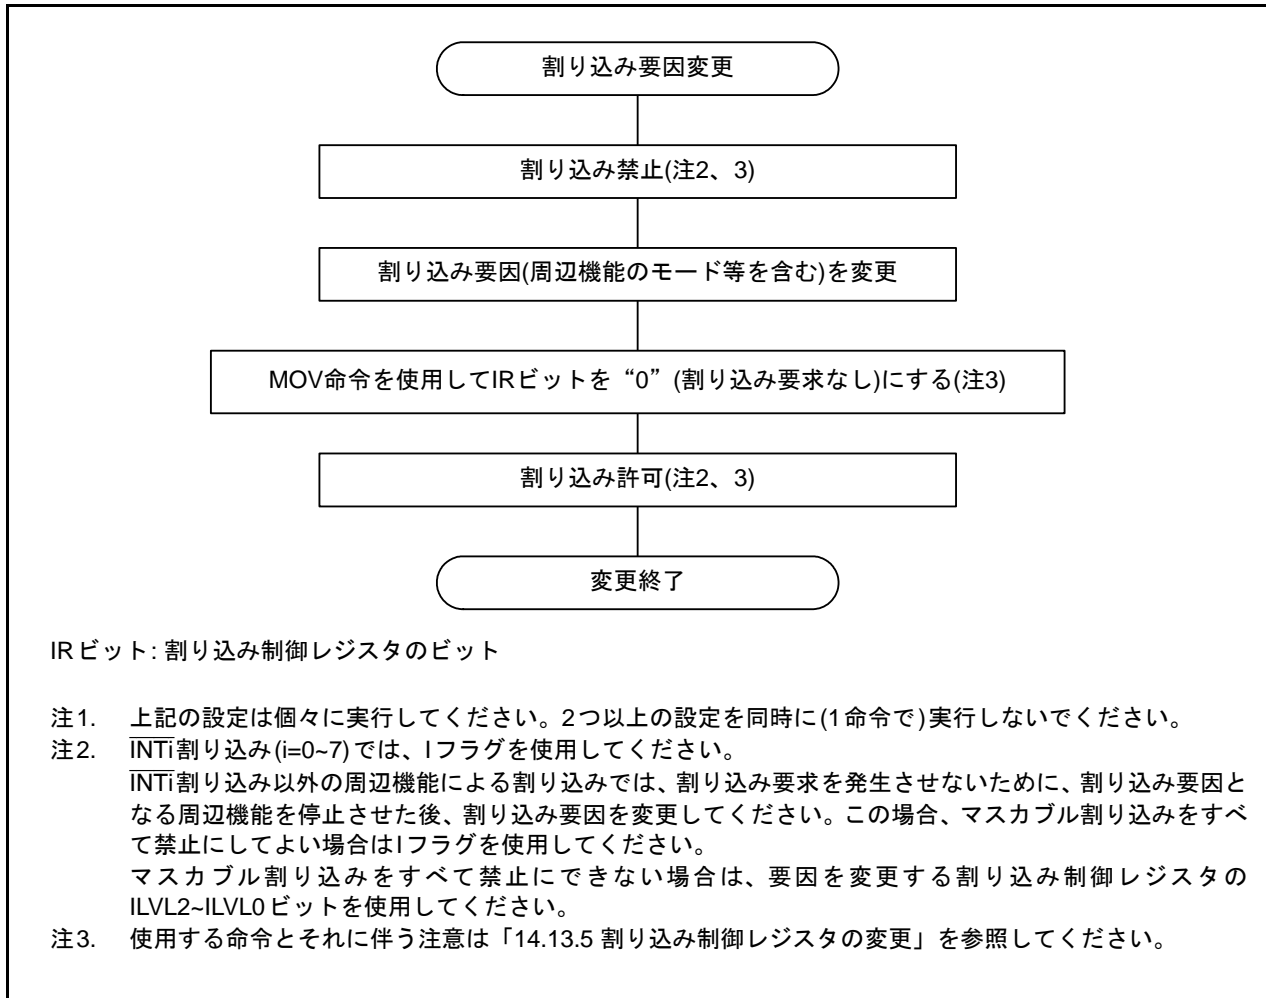 割り込み要因変更
割り込み禁止(注2、3)
割り込み要因(周辺機能のモード等を含む)を変更
MOV命令を使用してIRビットを“0”(割り込み要求なし)にする(注3)
割り込み許可(注2、3)
変更終了
IRビット: 割り込み制御レジスタのビット
注1. 上記の設定は個々に実行してください。2つ以上の設定を同時に(1命令で)実行しないでください。
注2. INTi割り込み(i=0~7)では、Iフラグを使用してください。
INTi割り込み以外の周辺機能による割り込みでは、割り込み要求を発生させないために、割り込み要因と
なる周辺機能を停止させた後、割り込み要因を変更してください。この場合、マスカブル割り込みをすべ
て禁止にしてよい場合はIフラグを使用してください。
マスカブル割り込みをすべて禁止にできない場合は、要因を変更する割り込み制御レジスタの
ILVL2~ILVL0ビットを使用してください。
注3. 使用する命令とそれに伴う注意は「14.13.5 割り込み制御レジスタの変更」を参照してください。